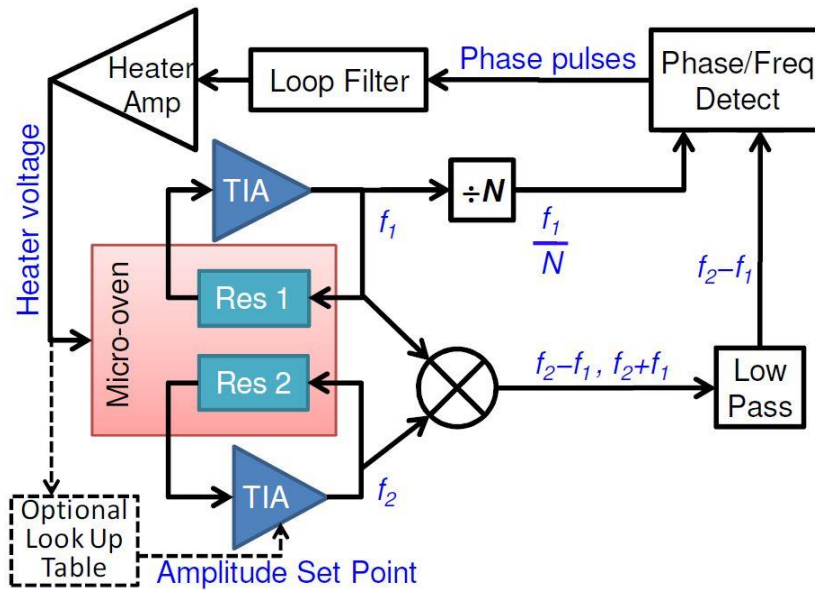 Heater
Amp
Loop Filter
Phase pulses
Phase/Freq
Detect
Heater voltage
TIA
f1
÷N
f1
N
f2–f1
Micro-oven
Res 1
Res 2
f2–f1 , f2+f1
Low
Pass
TIA
f2
Optional
Look Up
Table
Amplitude Set Point